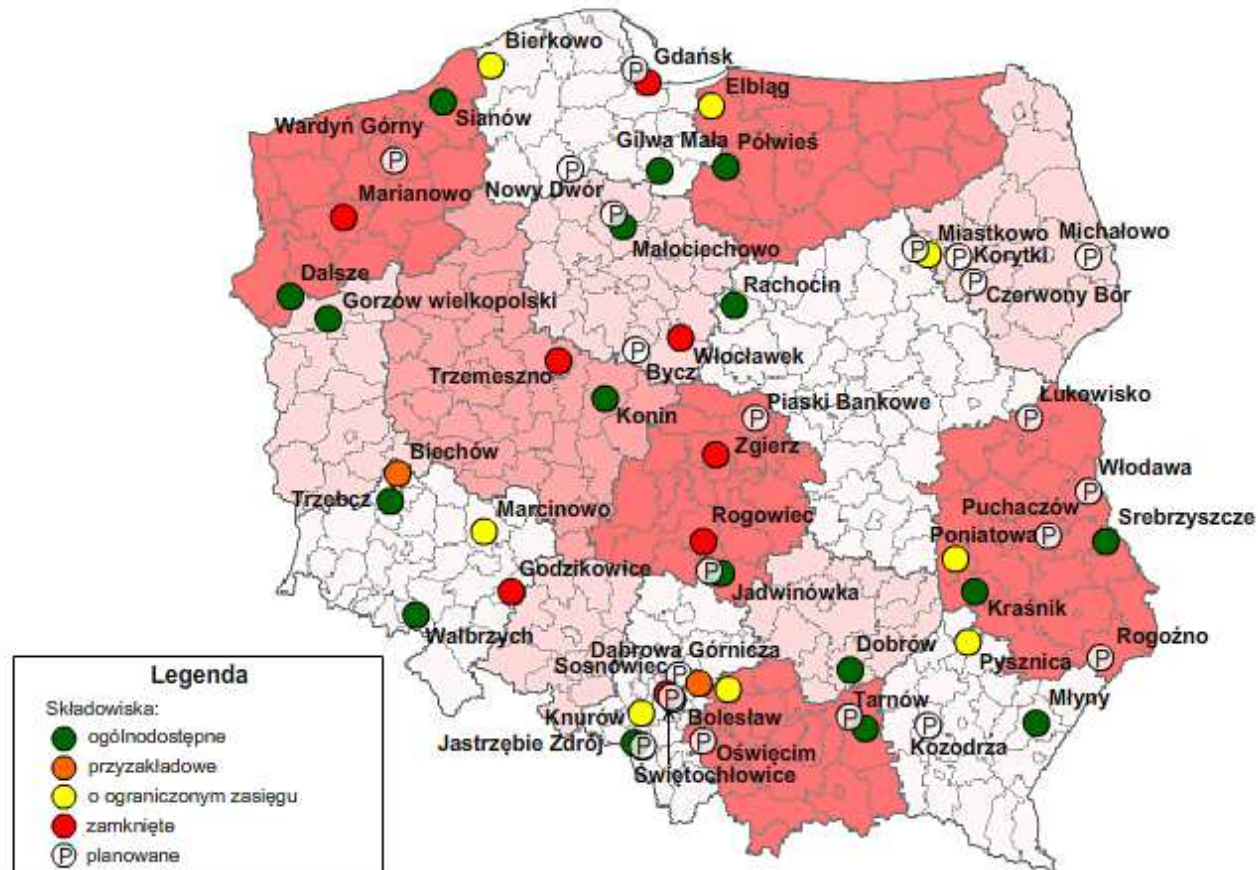 Bierkowo
Gdańsk
Elbląg
Sianów
Wardyń Górny
Gilwa Mała
Półwieś
Nowy Dwór
Marianowo
Małociechowo
Miastkowo
Michałowo
Korytki
Dalsze
Rachocin
Czerwony Bór
Gorzów wielkopolski
Włocławek
Trzemeszno
Bycz
Konin
Piaski Bankowe
Łukowisko
Zgierz
Biechów
Włodawa
Trzebcz
Marcinowo
Puchaczów
Rogowiec
Srebrzyszcze
Poniatowa
Godzikowice
Jadwinówka
Kraśnik
Wałbrzych
Dobrów
Rogoźno
Dąbrowa Górnicza
Pysznica
Sosnowiec
Tarnów
Młyny
Knurów
Bolesław
Jastrzębie Zdrój
Oświęcim
Kozodrza
Świętochłowice
Legenda
Składowiska:
ogólnodostępne
przyzakładowe
o ograniczonym zasięgu
zamknięte
P planowane